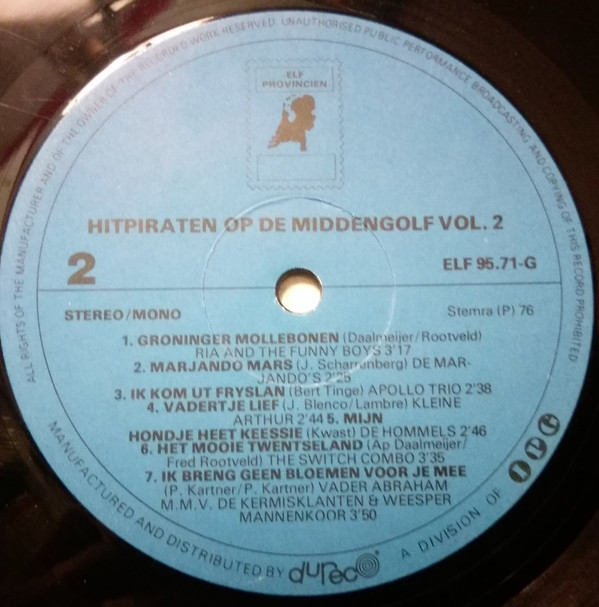 ALL RIGHTS OF THE MANUFACTURER AND OF THE OWNER OF THE RECORDED WORK RESERVED. UNAUTHORISED PUBLIC PERFORMANCE BROADCASTING AND COPYING OF THIS RECORD PROHIBITED
ELF
PROVINCIEN
HITPIRATEN OP DE MIDDENGOLF VOL. 2
2
ELF 95.71-G
STEREO/MONO
Stemra (P) 76
1. GRONINGER MOLLEBONEN (Daalmeijer/Rootveld)
RIA AND THE FUNNY BOYS 3'17
2. MARJANDO MARS (J. Scharrenberg) DE MAR-
JANDO'S 2'25
3. IK KOM UT FRYSLAN (Bert Tinge) APOLLO TRIO 2'38
4. VADERTJE LIEF (J. Blenco/Lambre) KLEINE
ARTHUR 2'44 5. MIJN
HONDJE HEET KEESSIE (Kwast) DE HOMMELS 2'46
6. HET MOOIE TWENTSELAND (Ap Daalmeijer/
Fred Rootveld) THE SWITCH COMBO 3'35
7. IK BRENG GEEN BLOEMEN VOOR JE MEE
(P. Kartner/P. Kartner) VADER ABRAHAM
M.M.V. DE KERMISKLANTEN & WEESPER
MANNENKOOR 3'50
MANUFACTURED AND DISTRIBUTED BY dureco A DIVISION OF